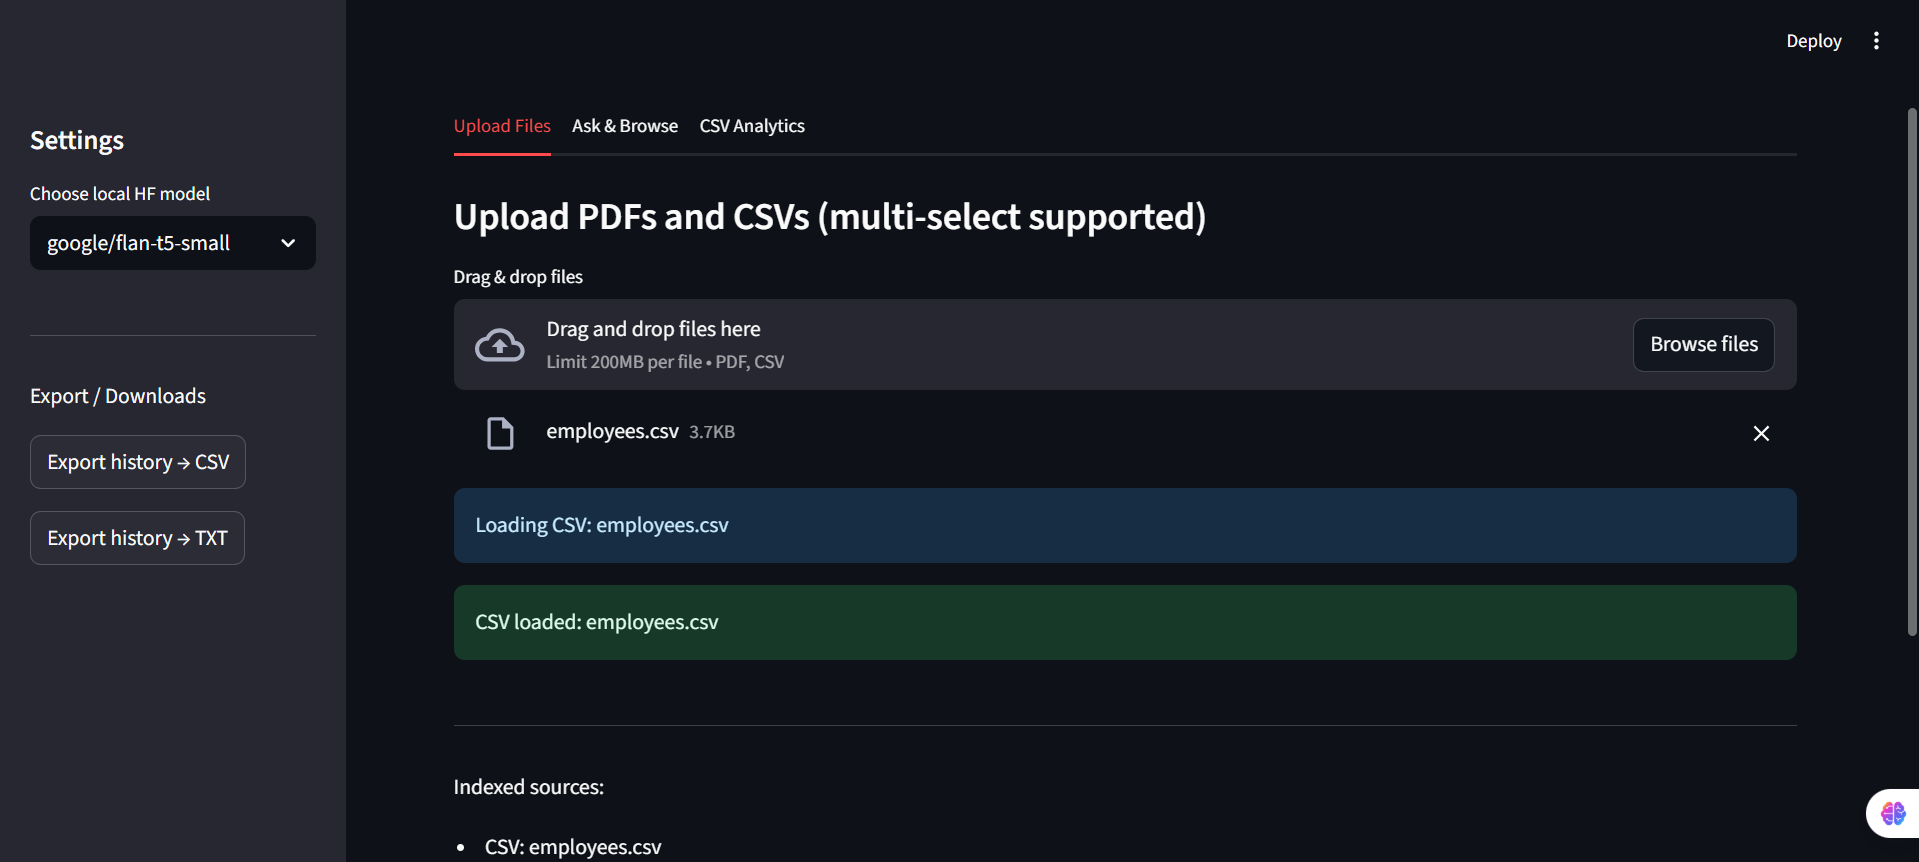 Deploy
Settings
Choose local HF model
google/flan-t5-small
Export / Downloads
Export history → CSV
Export history → TXT
Upload Files
Ask & Browse
CSV Analytics
Upload PDFs and CSVs (multi-select supported)
Drag & drop files
Drag and drop files here
Limit 200MB per file • PDF, CSV
Browse files
employees.csv 3.7KB
Loading CSV: employees.csv
CSV loaded: employees.csv
Indexed sources:
• CSV: employees.csv